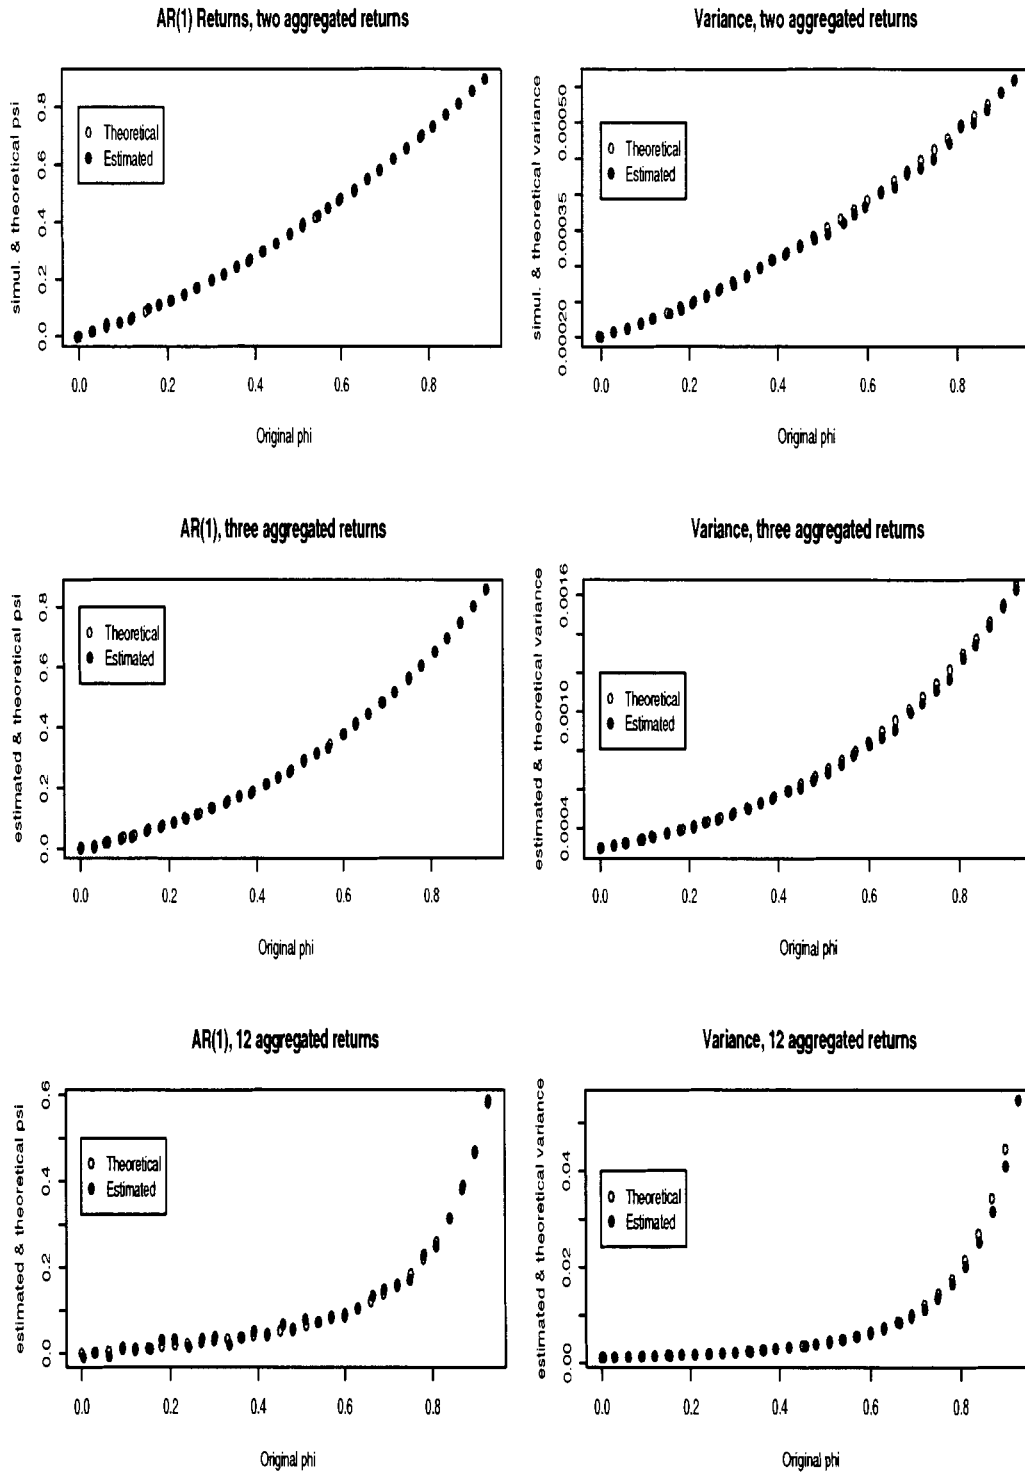 AR(1) Returns, two aggregated returns
simul. & theoretical psi
0.0 0.2 0.4 0.6 0.8
Theoretical
Estimated
0.0 0.2 0.4 0.6 0.8
Original phi
Variance, two aggregated returns
simul. & theoretical variance
0.00020 0.00035 0.00050
Theoretical
Estimated
0.0 0.2 0.4 0.6 0.8
Original phi
AR(1), three aggregated returns
estimated & theoretical psi
0.0 0.2 0.4 0.6 0.8
Theoretical
Estimated
0.0 0.2 0.4 0.6 0.8
Original phi
Variance, three aggregated returns
estimated & theoretical variance
0.0004 0.0010 0.0016
Theoretical
Estimated
0.0 0.2 0.4 0.6 0.8
Original phi
AR(1), 12 aggregated returns
estimated & theoretical psi
0.0 0.2 0.4 0.6
Theoretical
Estimated
0.0 0.2 0.4 0.6 0.8
Original phi
Variance, 12 aggregated returns
estimated & theoretical variance
0.00 0.02 0.04
Theoretical
Estimated
0.0 0.2 0.4 0.6 0.8
Original phi